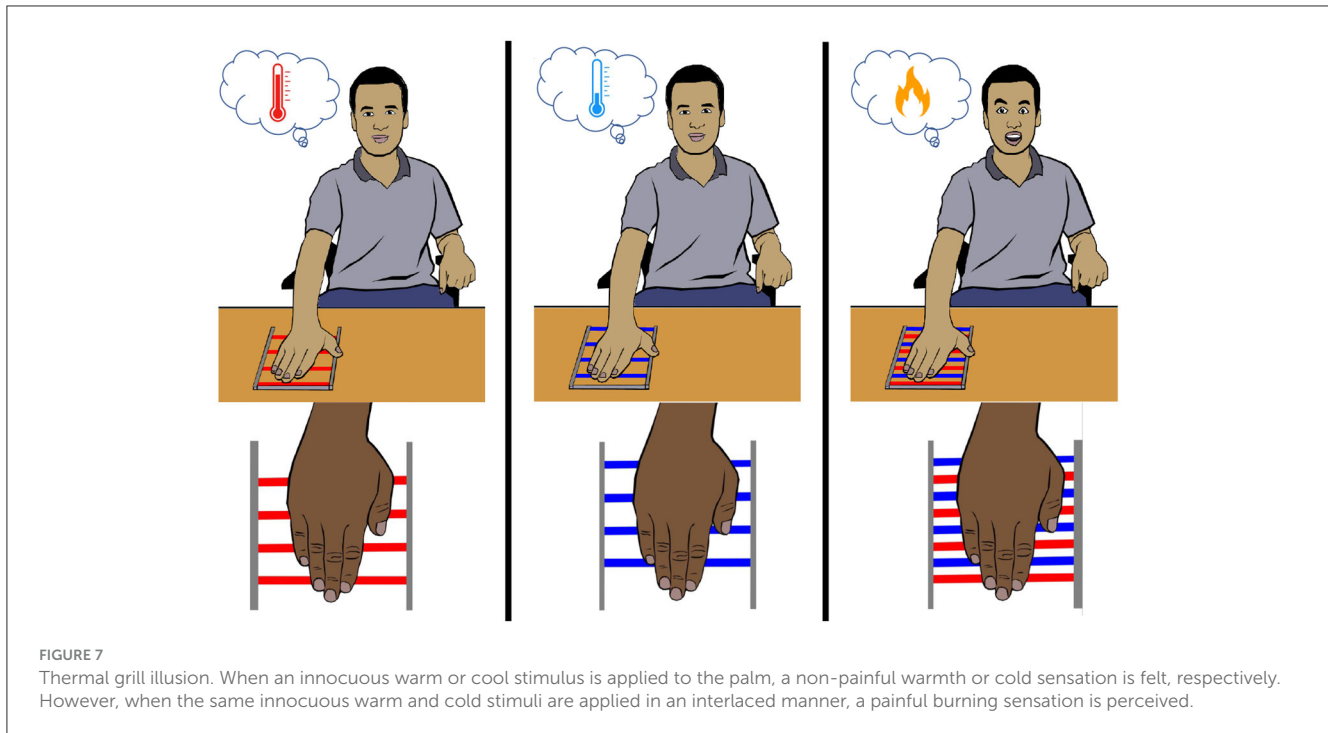 FIGURE 7
Thermal grill illusion. When an innocuous warm or cool stimulus is applied to the palm, a non-painful warmth or cold sensation is felt, respectively.
However, when the same innocuous warm and cold stimuli are applied in an interlaced manner, a painful burning sensation is perceived.